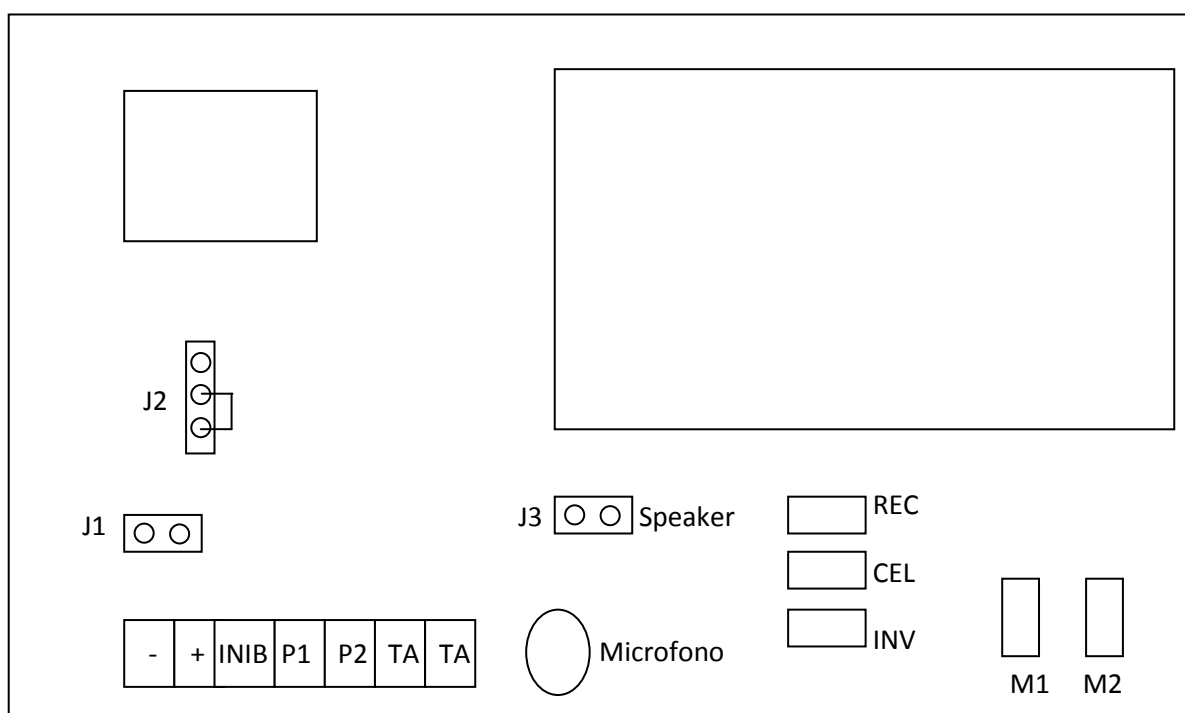 J2
J1
J3 Speaker
REC
CEL
INV
- + INIB P1 P2 TA TA
Microfono
M1 M2